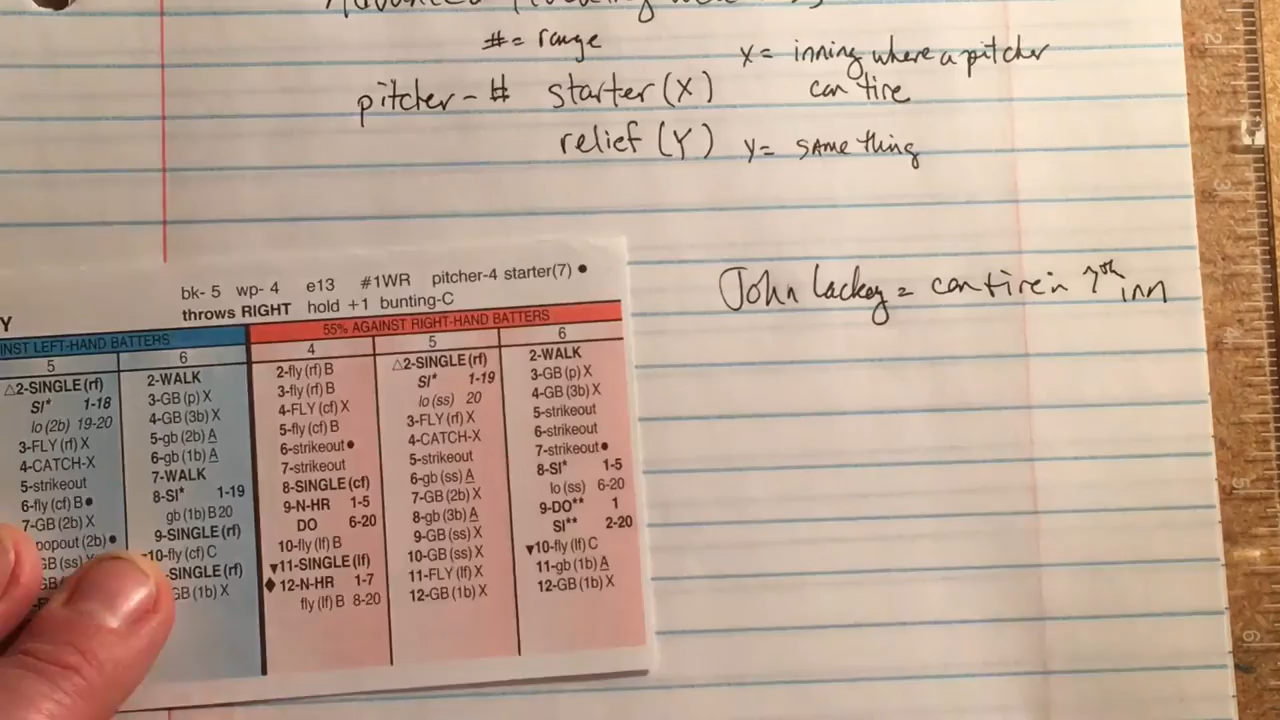 Advanced
#= range
x= inning where a pitcher
pitcher-# starter (X) can tire
relief (Y) y= same thing
John Lackey = can tire in 7th inn
bk- 5 wp- 4 e13 #1WR pitcher-4 starter(7) ●
throws RIGHT hold +1 bunting-C
Y
INST LEFT-HAND BATTERS
5
△2-SINGLE (rf)
SI* 1-18
lo (2b) 19-20
3-FLY (rf) X
4-CATCH-X
5-strikeout
6-fly (cf) B●
7-GB (2b) X
popout (2b)●
GB (ss) X
GB
6
2-WALK
3-GB (p) X
4-GB (3b) X
5-gb (2b) A
6-gb (1b) A
7-WALK
8-SI* 1-19
gb (1b) B 20
9-SINGLE (rf)
10-fly (cf) C
-SINGLE (rf)
GB (1b) X
55% AGAINST RIGHT-HAND BATTERS
4
2-fly (rf) B
3-fly (rf) B
4-FLY (cf) X
5-fly (cf) B
6-strikeout●
7-strikeout
8-SINGLE (cf)
9-N-HR 1-5
DO 6-20
10-fly (lf) B
▼11-SINGLE (lf)
♦12-N-HR 1-7
fly (lf) B 8-20
5
△2-SINGLE (rf)
SI* 1-19
lo (ss) 20
3-FLY (rf) X
4-CATCH-X
5-strikeout
6-gb (ss) A
7-GB (2b) X
8-gb (3b) A
9-GB (ss) X
10-GB (ss) X
11-FLY (lf) X
12-GB (1b) X
6
2-WALK
3-GB (p) X
4-GB (3b) X
5-strikeout
6-strikeout
7-strikeout●
8-SI* 1-5
lo (ss) 6-20
9-DO** 1
SI** 2-20
▼10-fly (lf) C
11-gb (1b) A
12-GB (1b) X
2
3
4
5
6